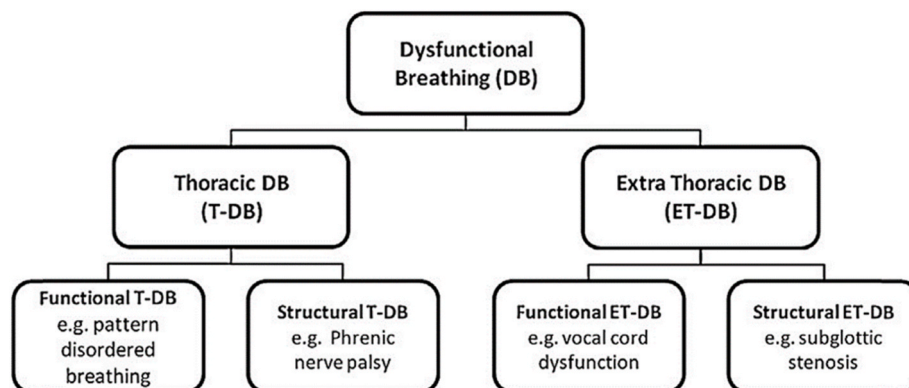 Dysfunctional
Breathing (DB)
Thoracic DB
(T-DB)
Extra Thoracic DB
(ET-DB)
Functional T-DB
e.g. pattern
disordered
breathing
Structural T-DB
e.g. Phrenic
nerve palsy
Functional ET-DB
e.g. vocal cord
dysfunction
Structural ET-DB
e.g. subglottic
stenosis